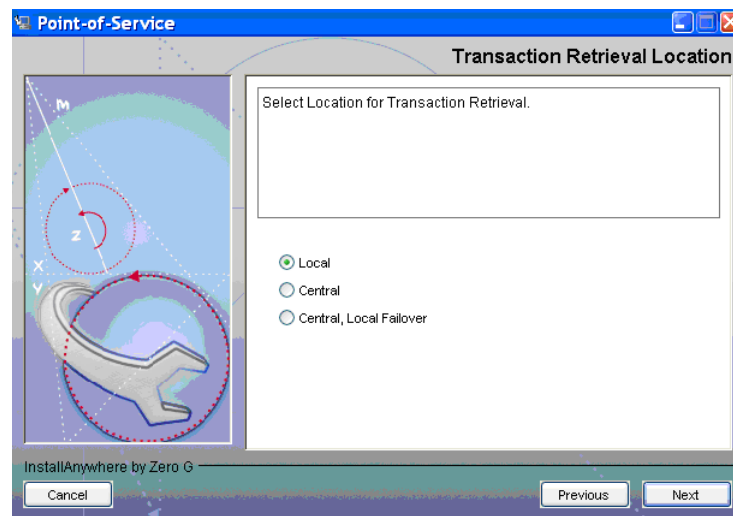 Point-of-Service
Transaction Retrieval Location
M
Z
X
Y
Select Location for Transaction Retrieval.
Local
Central
Central, Local Failover
InstallAnywhere by Zero G
Cancel
Previous
Next